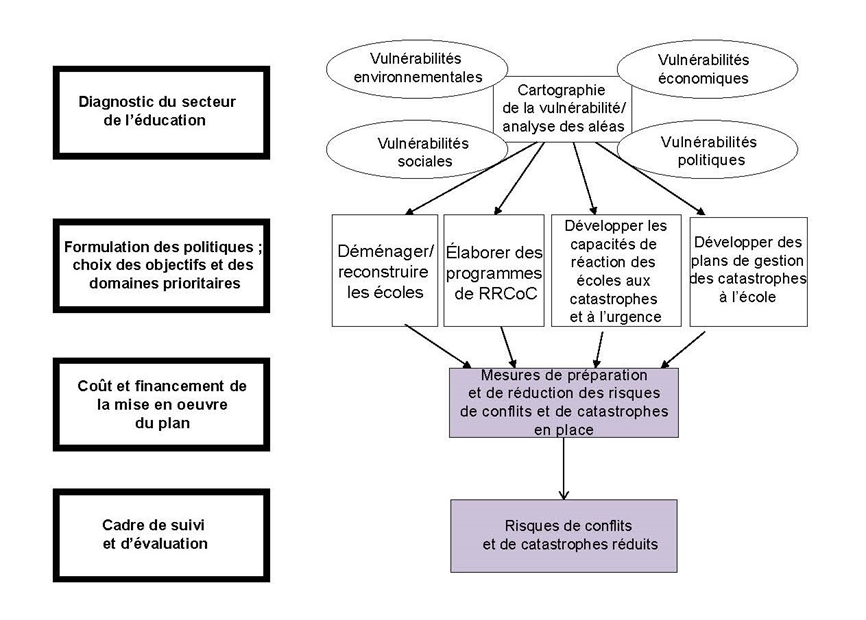 Diagnostic du secteur
de l’éducation
Vulnérabilités
environnementales
Vulnérabilités
économiques
Cartographie
de la vulnérabilité/
analyse des aléas
Vulnérabilités
sociales
Vulnérabilités
politiques
Formulation des politiques ;
choix des objectifs et des
domaines prioritaires
Déménager/
reconstruire
les écoles
Élaborer des
programmes
de RRCoC
Développer les
capacités de
réaction des
écoles aux
catastrophes
et à l’urgence
Développer des
plans de gestion
des catastrophes
à l’école
Coût et financement de
la mise en oeuvre
du plan
Mesures de préparation
et de réduction des risques
de conflits et de catastrophes
en place
Cadre de suivi
et d’évaluation
Risques de conflits
et de catastrophes réduits